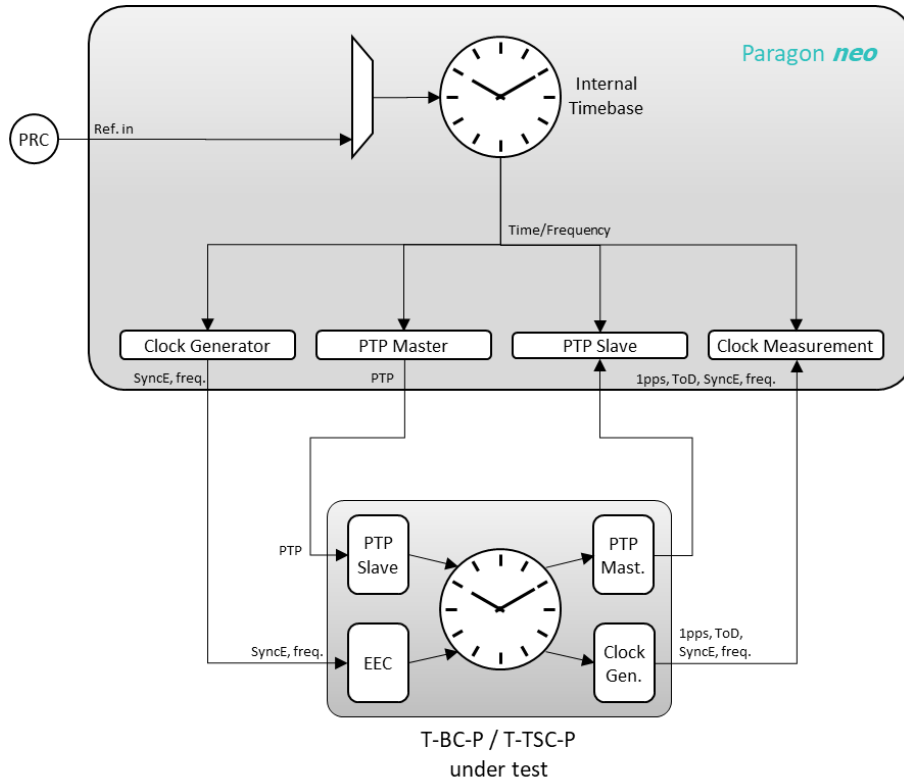 Paragon neo
Internal
Timebase
PRC
Ref. in
Time/Frequency
Clock Generator
PTP Master
PTP Slave
Clock Measurement
SyncE, freq.
PTP
1pps, ToD, SyncE, freq.
PTP
PTP
Slave
PTP
Mast.
SyncE, freq.
EEC
Clock
Gen.
1pps, ToD,
SyncE, freq.
T-BC-P / T-TSC-P
under test